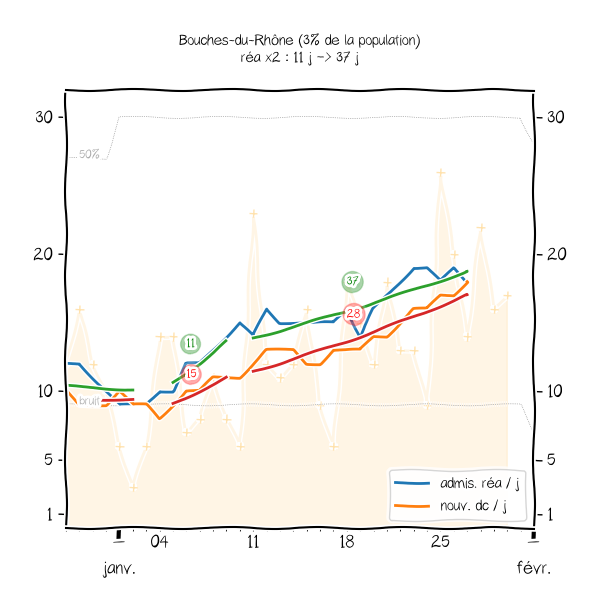 Bouches-du-Rhône (3% de la population)
réa x2 : 11 j -> 37 j
30
30
50%
20
20
37
28
11
15
10
10
bruit
5
5
1
1
admis. réa / j
nouv. dc / j
04
11
18
25
janv.
févr.